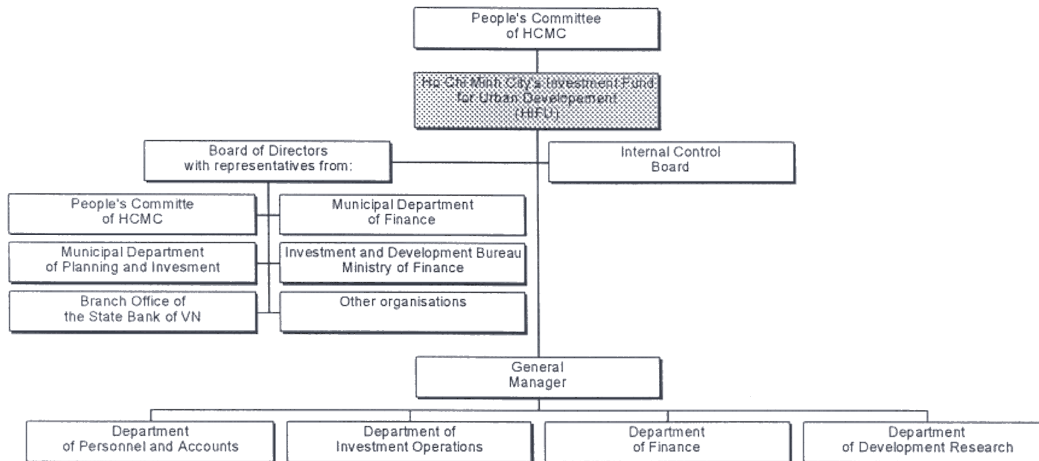 People's Committee
of HCMC
Ho Chi Minh City's Investment Fund
for Urban Developement
(HIFU)
Board of Directors
with representatives from:
Internal Control
Board
People's Committe
of HCMC
Municipal Department
of Finance
Municipal Department
of Planning and Invesment
Investment and Development Bureau
Ministry of Finance
Branch Office of
the State Bank of VN
Other organisations
General
Manager
Department
of Personnel and Accounts
Department of
Investment Operations
Department
of Finance
Department
of Development Research